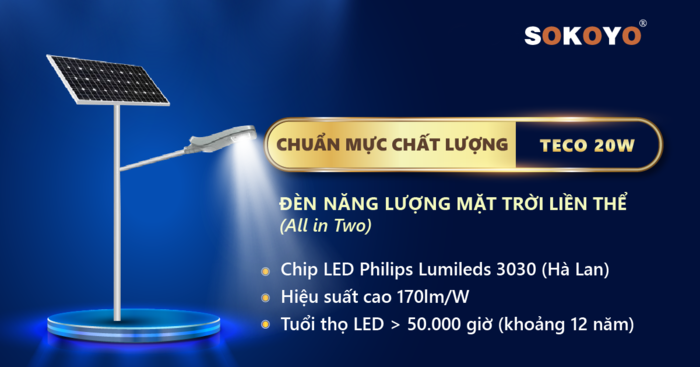 SOKOYO®
CHUẨN MỰC CHẤT LƯỢNG TECO 20W
ĐÈN NĂNG LƯỢNG MẶT TRỜI LIỀN THỂ
(All in Two)
Chip LED Philips Lumileds 3030 (Hà Lan)
Hiệu suất cao 170lm/W
Tuổi thọ LED > 50.000 giờ (khoảng 12 năm)